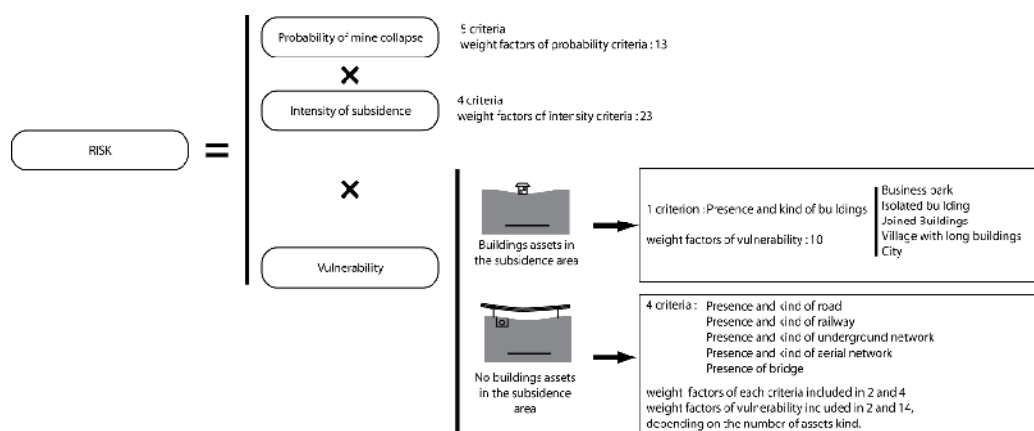 Probability of mine collapse
5 criteria
weight factors of probability criteria : 13
Intensity of subsidence
4 criteria
weight factors of intensity criteria : 23
RISK
=
Vulnerability
Buildings assets in
the subsidence area
1 criterion : Presence and kind of buildings
weight factors of vulnerability : 10
Business park
Isolated building
Joined Buildings
Village with long buildings
City
No buildings assets
in the subsidence
area
4 criteria : Presence and kind of road
Presence and kind of railway
Presence and kind of underground network
Presence and kind of aerial network
Presence of bridge
weight factors of each criteria included in 2 and 4
weight factors of vulnerability included in 2 and 14,
depending on the number of assets kind.